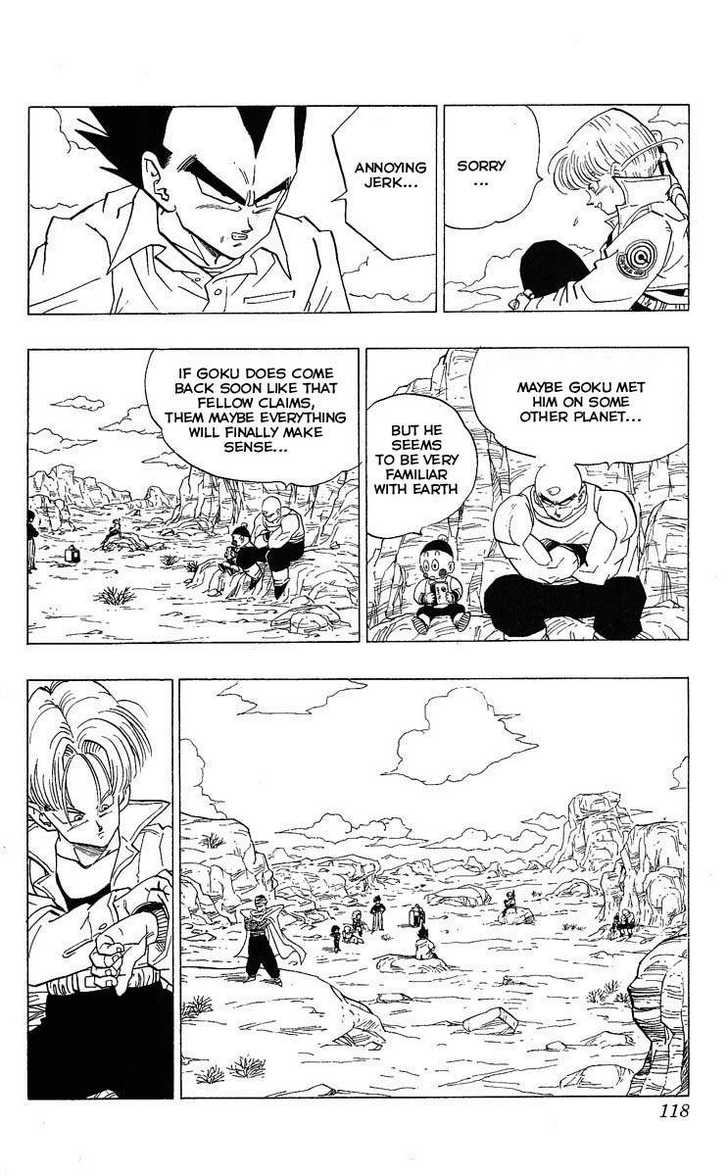 ANNOYING
JERK...
SORRY
...
IF GOKU DOES COME
BACK SOON LIKE THAT
FELLOW CLAIMS,
THEM MAYBE EVERYTHING
WILL FINALLY MAKE
SENSE...
MAYBE GOKU MET
HIM ON SOME
OTHER PLANET...
BUT HE
SEEMS
TO BE VERY
FAMILIAR
WITH EARTH
118